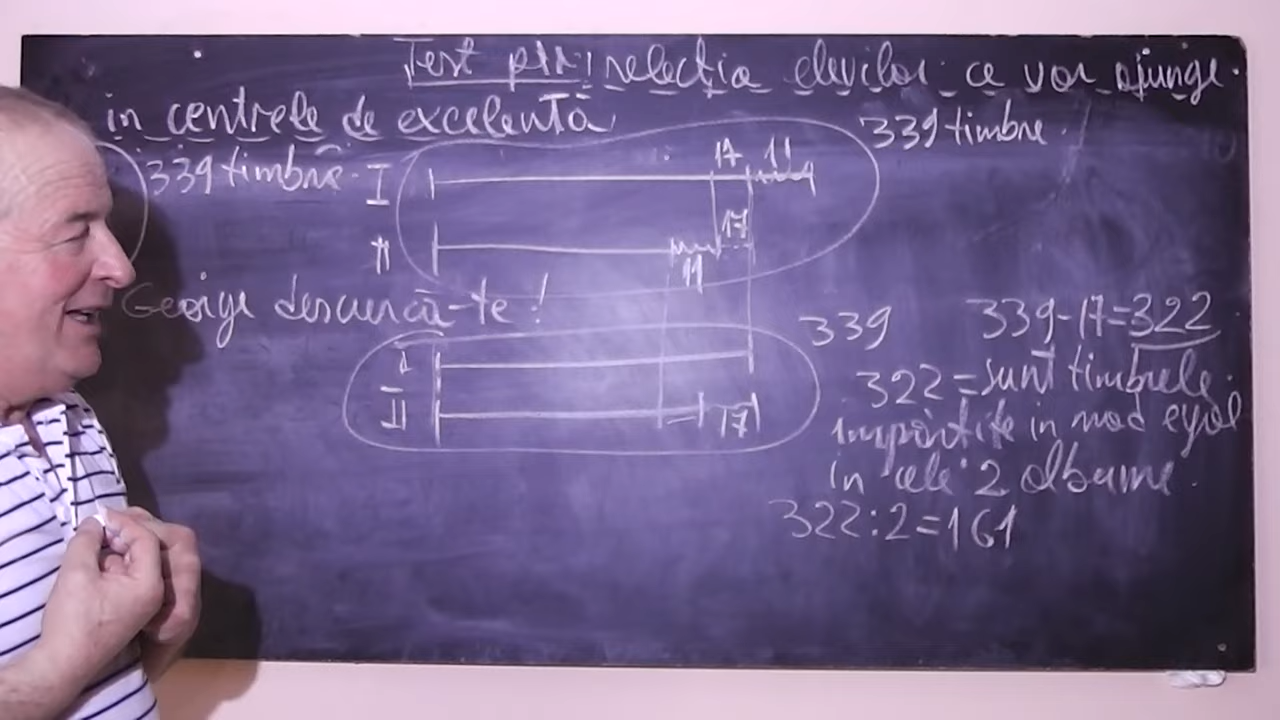 Test ptr selecția elevilor ce vor ajunge
în centrele de excelență
339 timbre.
339 timbre.
I
17 11
II
17
11
George descurcă-te!
I
II
17
339 339-17=322
322 = sunt timbrele
împărțite în mod egal
în cele 2 albume.
322:2=161